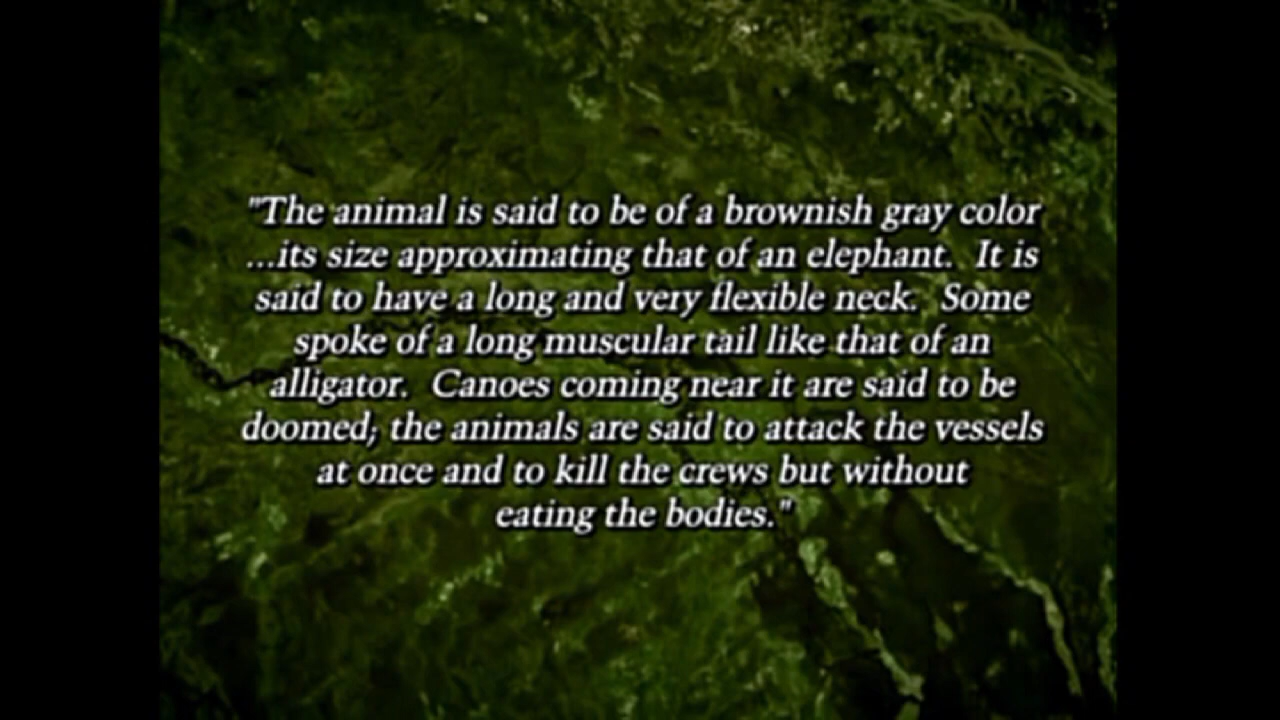 "The animal is said to be of a brownish gray color
...its size approximating that of an elephant. It is
said to have a long and very flexible neck. Some
spoke of a long muscular tail like that of an
alligator. Canoes coming near it are said to be
doomed; the animals are said to attack the vessels
at once and to kill the crews but without
eating the bodies."